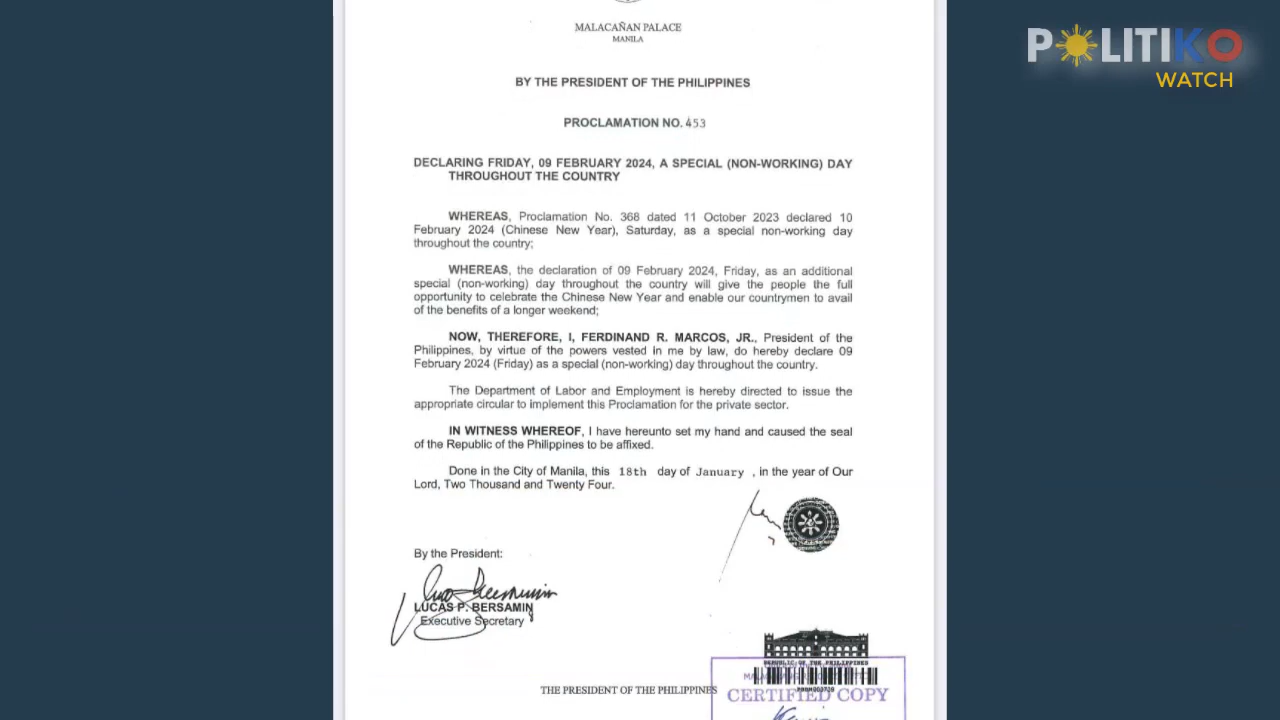 MALACAÑAN PALACE
MANILA
POLITIKO
WATCH
BY THE PRESIDENT OF THE PHILIPPINES
PROCLAMATION NO. 453
DECLARING FRIDAY, 09 FEBRUARY 2024, A SPECIAL (NON-WORKING) DAY
THROUGHOUT THE COUNTRY
WHEREAS, Proclamation No. 368 dated 11 October 2023 declared 10
February 2024 (Chinese New Year), Saturday, as a special non-working day
throughout the country;
WHEREAS, the declaration of 09 February 2024, Friday, as an additional
special (non-working) day throughout the country will give the people the full
opportunity to celebrate the Chinese New Year and enable our countrymen to avail
of the benefits of a longer weekend;
NOW, THEREFORE, I, FERDINAND R. MARCOS, JR., President of the
Philippines, by virtue of the powers vested in me by law, do hereby declare 09
February 2024 (Friday) as a special (non-working) day throughout the country.
The Department of Labor and Employment is hereby directed to issue the
appropriate circular to implement this Proclamation for the private sector.
IN WITNESS WHEREOF, I have hereunto set my hand and caused the seal
of the Republic of the Philippines to be affixed.
Done in the City of Manila, this 18th day of January , in the year of Our
Lord, Two Thousand and Twenty Four.
By the President:
LUCAS P. BERSAMIN
Executive Secretary
REPUBLIC OF THE PHILIPPINES
THE PRESIDENT OF THE PHILIPPINES
CERTIFIED COPY